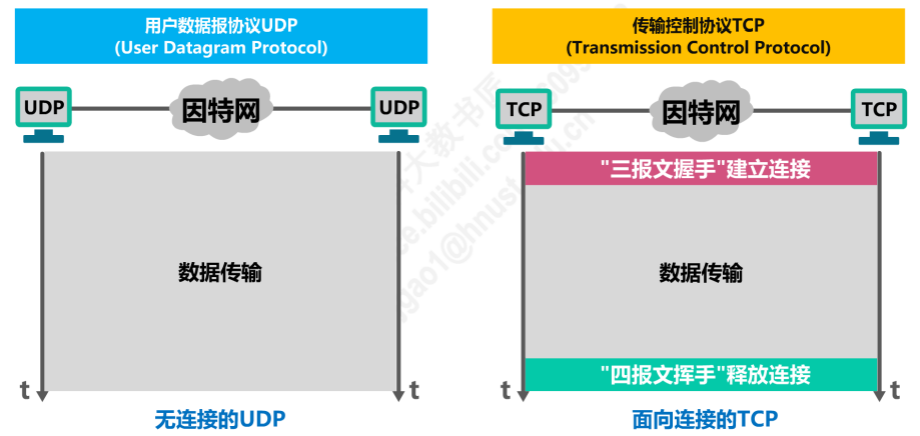 用户数据报协议UDP
(User Datagram Protocol)
UDP
因特网
UDP
数据传输
t
t
无连接的UDP
传输控制协议TCP
(Transmission Control Protocol)
TCP
因特网
TCP
"三报文握手"建立连接
数据传输
"四报文挥手"释放连接
t
t
面向连接的TCP